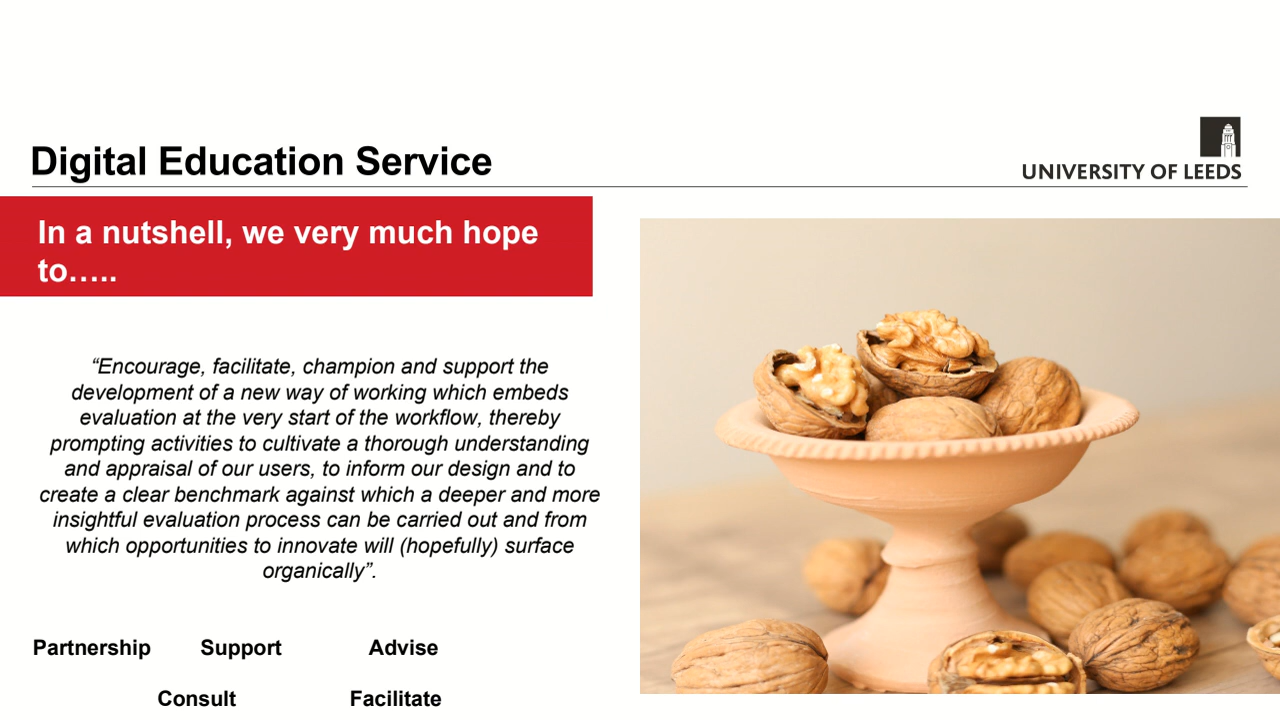 Digital Education Service
UNIVERSITY OF LEEDS
In a nutshell, we very much hope
to…..
“Encourage, facilitate, champion and support the
development of a new way of working which embeds
evaluation at the very start of the workflow, thereby
prompting activities to cultivate a thorough understanding
and appraisal of our users, to inform our design and to
create a clear benchmark against which a deeper and more
insightful evaluation process can be carried out and from
which opportunities to innovate will (hopefully) surface
organically”.
Partnership Support Advise
Consult Facilitate